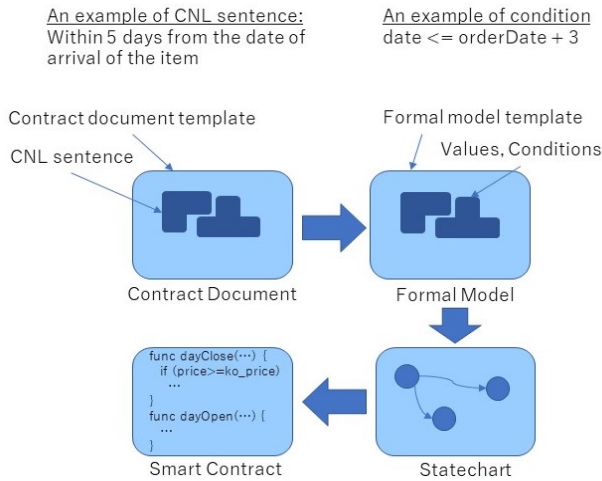 An example of CNL sentence:
Within 5 days from the date of
arrival of the item
An example of condition
date <= orderDate + 3
Contract document template
CNL sentence
Formal model template
Values, Conditions
Contract Document
Formal Model
func dayClose(…) {
if (price>=ko_price)
…
}
func dayOpen(…) {
…
}
Smart Contract
Statechart